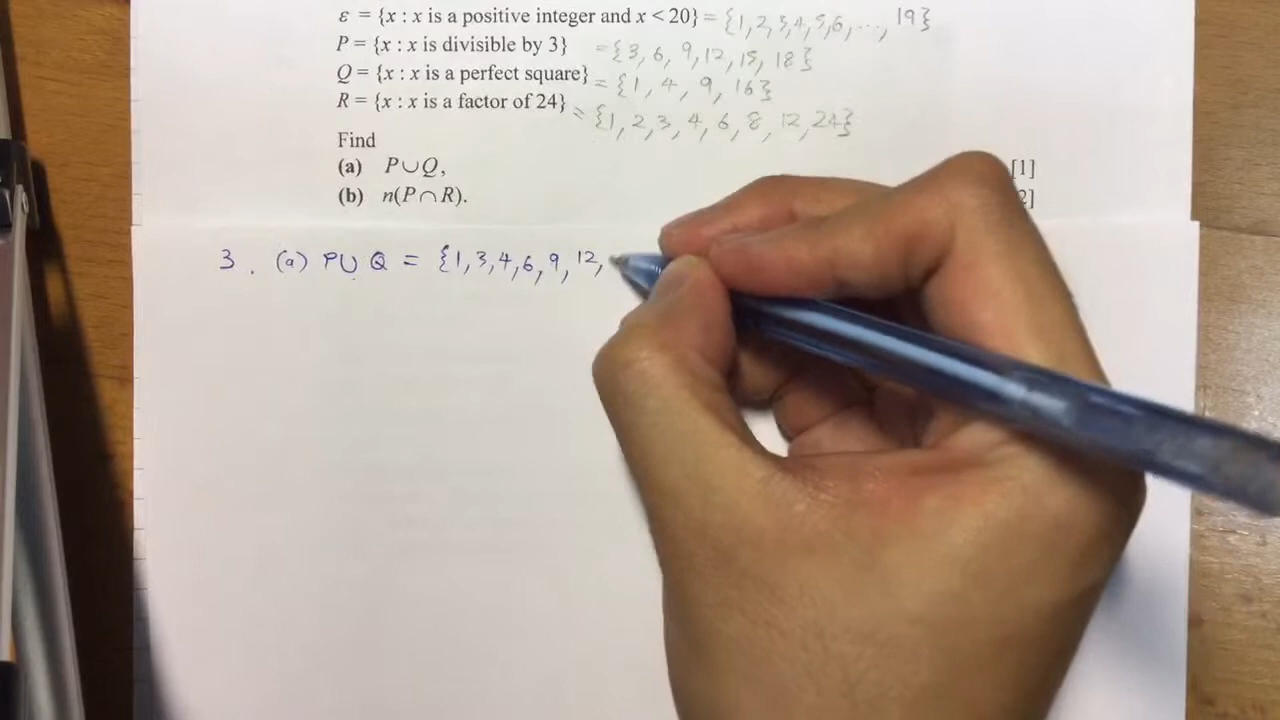 ε = {x : x is a positive integer and x < 20} = {1, 2, 3, 4, 5, 6, ..., 19}
P = {x : x is divisible by 3} = {3, 6, 9, 12, 15, 18}
Q = {x : x is a perfect square} = {1, 4, 9, 16}
R = {x : x is a factor of 24} = {1, 2, 3, 4, 6, 8, 12, 24}
Find
(a) P∪Q, [1]
(b) n(P∩R). 2]
3. (a) P∪Q = {1, 3, 4, 6, 9, 12,